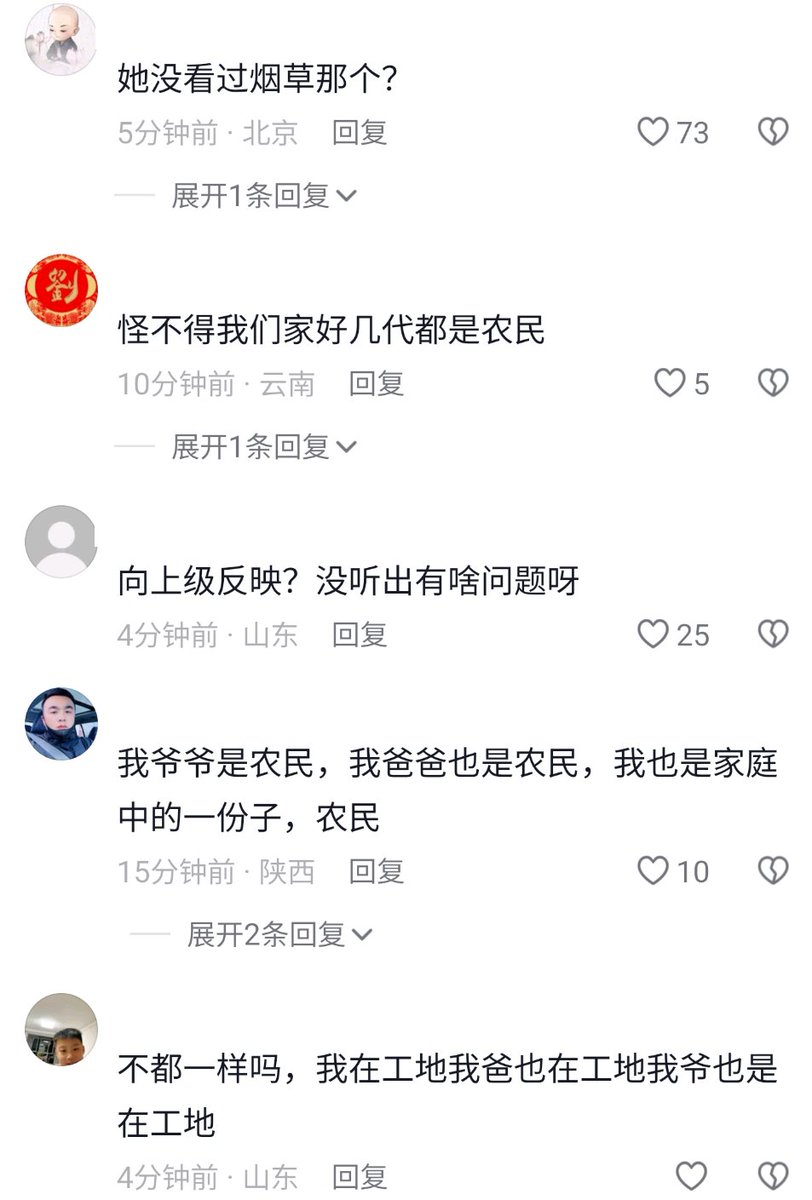 她没看过烟草那个？
5分钟前 · 北京 回复 73
展开1条回复
劉
怪不得我们家好几代都是农民
10分钟前 · 云南 回复 5
展开1条回复
向上级反映？没听出有啥问题呀
4分钟前 · 山东 回复 25
我爷爷是农民，我爸爸也是农民，我也是家庭
中的一份子，农民
15分钟前 · 陕西 回复 10
展开2条回复
不都一样吗，我在工地我爸也在工地我爷也是
在工地
4分钟前 · 山东 回复